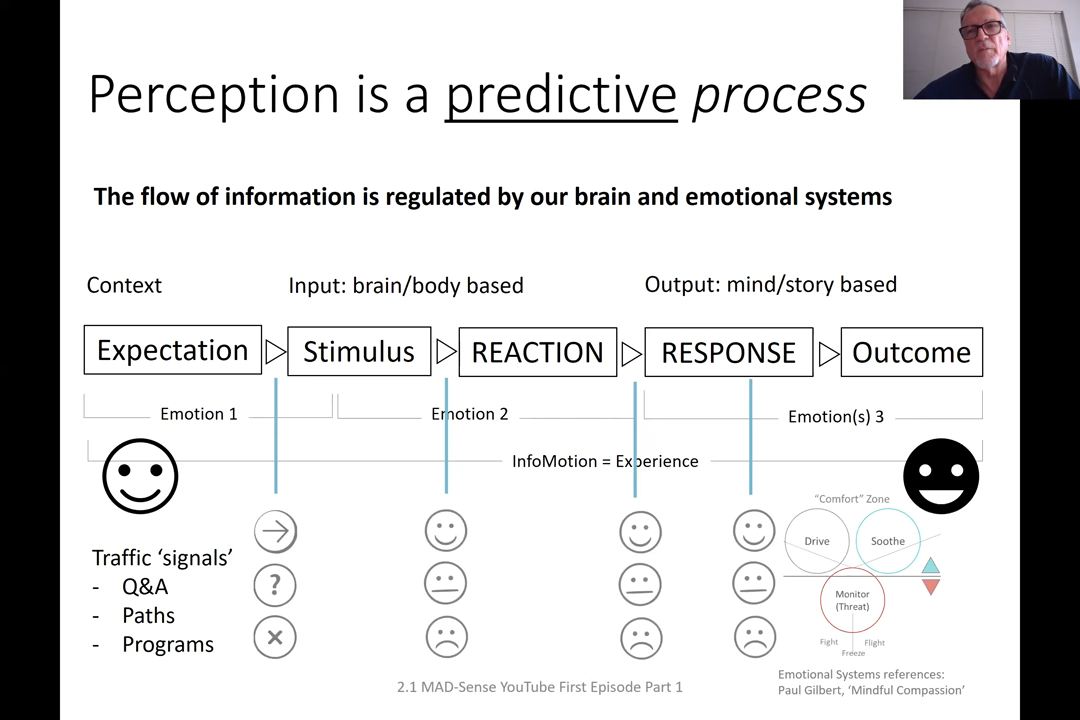 Perception is a predictive process
The flow of information is regulated by our brain and emotional systems
Context
Input: brain/body based
Output: mind/story based
Expectation
Stimulus
REACTION
RESPONSE
Outcome
Emotion 1
Emotion 2
Emotion(s) 3
InfoMotion = Experience
Traffic ‘signals’
- Q&A
- Paths
- Programs
?
“Comfort” Zone
Drive
Soothe
Monitor
(Threat)
Fight
Flight
Freeze
Emotional Systems references:
Paul Gilbert, ‘Mindful Compassion’
2.1 MAD-Sense YouTube First Episode Part 1